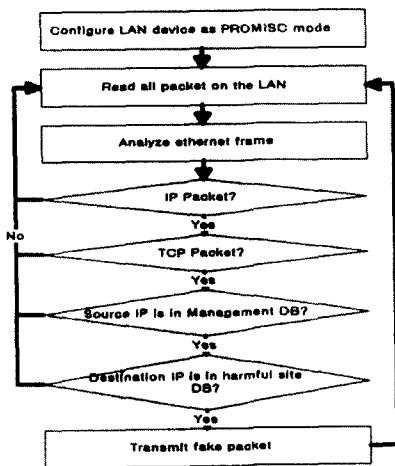 Configure LAN device as PROMISC mode
Read all packet on the LAN
Analyze ethernet frame
IP Packet?
No
Yes
TCP Packet?
Yes
Source IP is in Management DB?
Yes
Destination IP is in harmful site
DB?
Yes
Transmit fake packet